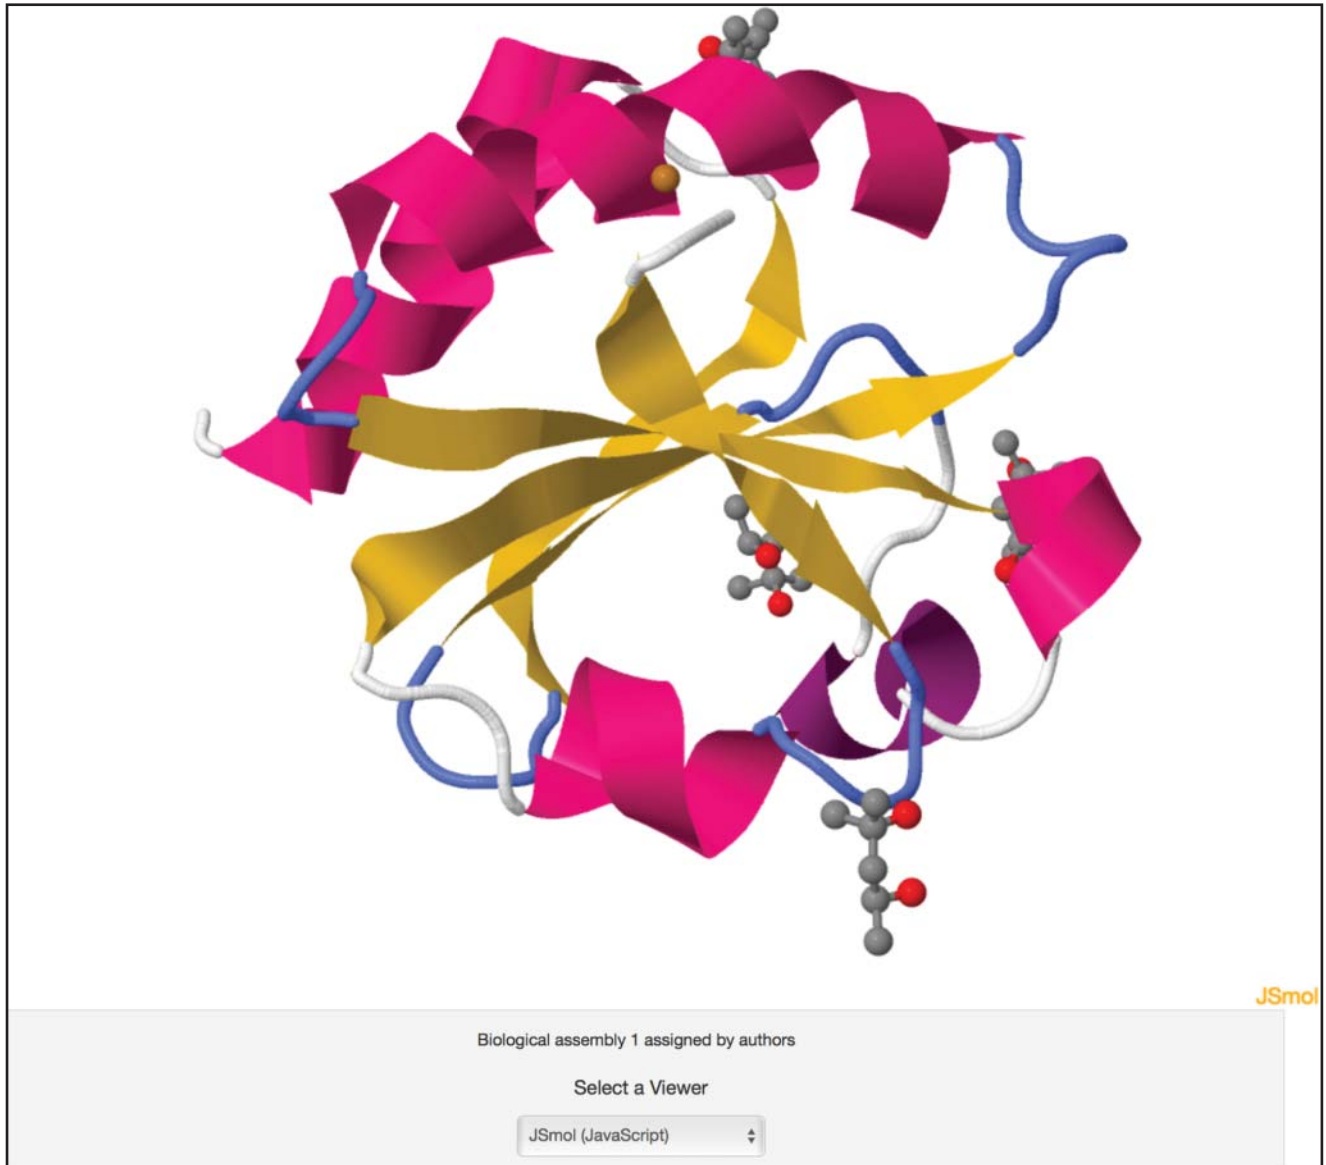 JSmol
Biological assembly 1 assigned by authors
Select a Viewer
JSmol (JavaScript)